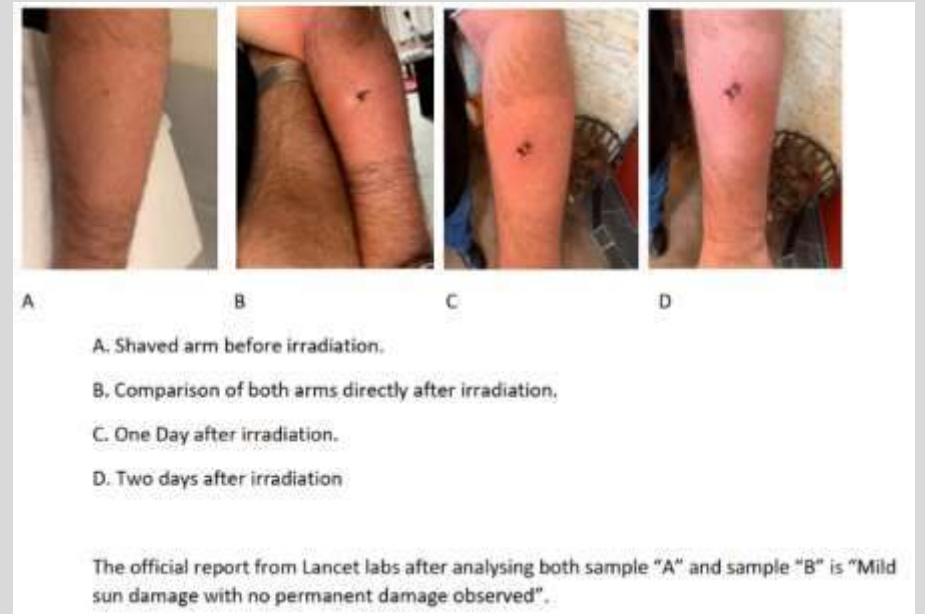 A B C D
A. Shaved arm before irradiation.
B. Comparison of both arms directly after irradiation.
C. One Day after irradiation.
D. Two days after irradiation
The official report from Lancet labs after analysing both sample “A” and sample “B” is “Mild
sun damage with no permanent damage observed”.